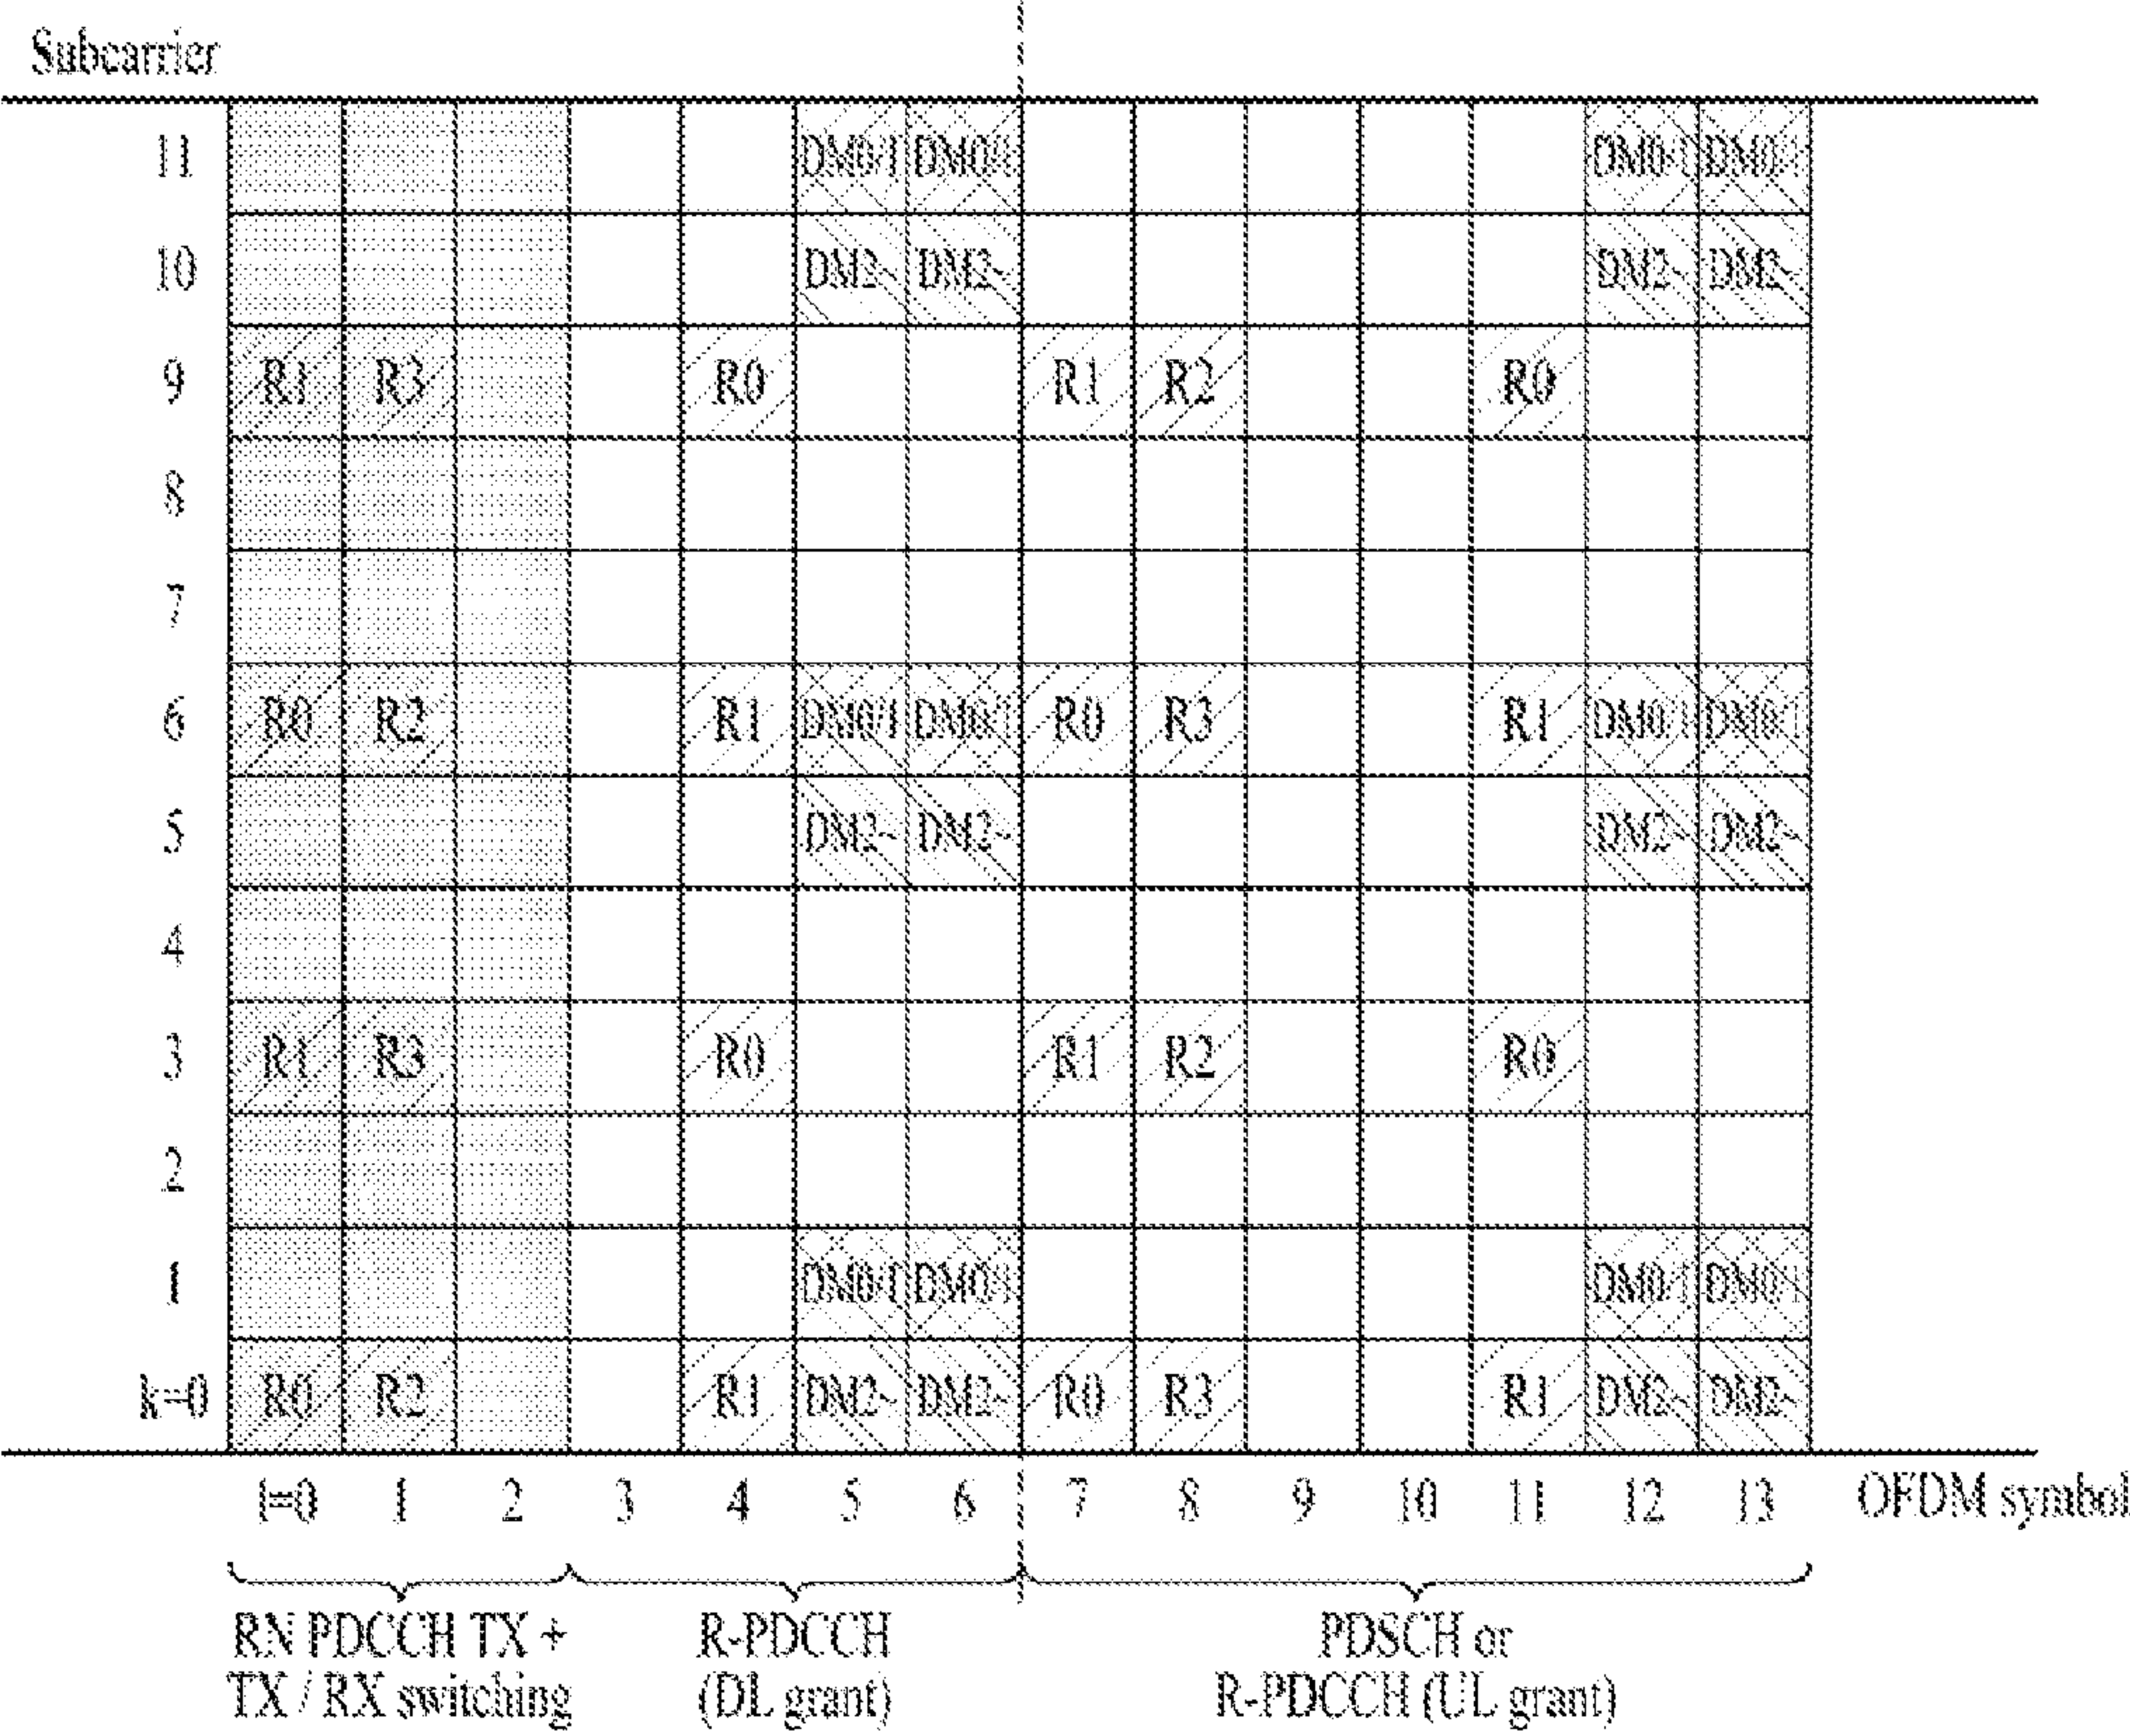 Subcarrier
11 DM0/1 DM0/1 DM0/1 DM0/1
10 DM2~ DM2~ DM2~ DM2~
9 R1 R3 R0 R1 R2 R0
8
7
6 R0 R2 R1 DM0/1 DM0/1 R0 R3 R1 DM0/1 DM0/1
5 DM2~ DM2~ DM2~ DM2~
4
3 R1 R3 R0 R1 R2 R0
2
1 DM0/1 DM0/1 DM0/1 DM0/1
k=0 R0 R2 R1 DM2~ DM2~ R0 R3 R1 DM2~ DM2~
l=0 1 2 3 4 5 6 7 8 9 10 11 12 13 OFDM symbol
RN PDCCH TX +
TX / RX switching
R-PDCCH
(DL grant)
PDSCH or
R-PDCCH (UL grant)